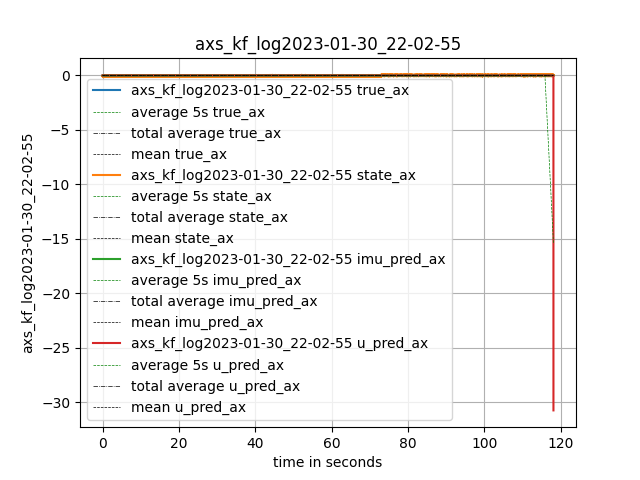 axs_kf_log2023-01-30_22-02-55
axs_kf_log2023-01-30_22-02-55
0
−5
−10
−15
−20
−25
−30
axs_kf_log2023-01-30_22-02-55 true_ax
average 5s true_ax
total average true_ax
mean true_ax
axs_kf_log2023-01-30_22-02-55 state_ax
average 5s state_ax
total average state_ax
mean state_ax
axs_kf_log2023-01-30_22-02-55 imu_pred_ax
average 5s imu_pred_ax
total average imu_pred_ax
mean imu_pred_ax
axs_kf_log2023-01-30_22-02-55 u_pred_ax
average 5s u_pred_ax
total average u_pred_ax
mean u_pred_ax
0 20 40 60 80 100 120
time in seconds